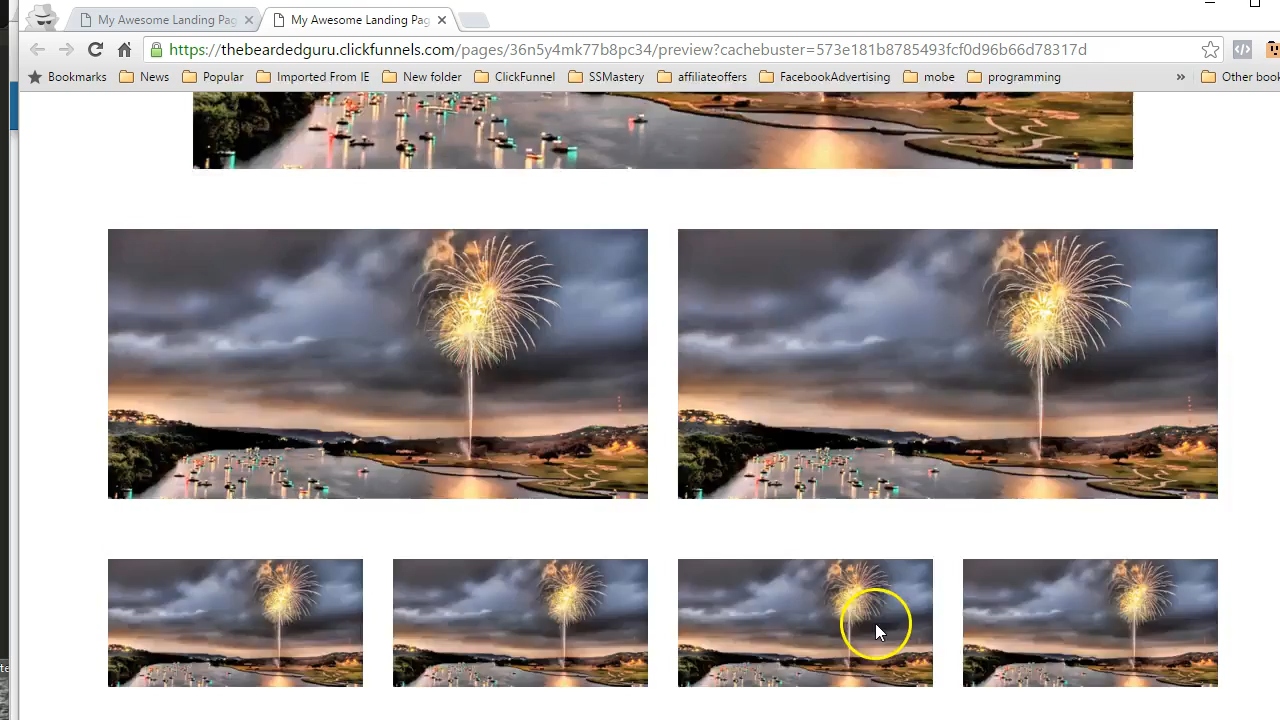 My Awesome Landing Pag
My Awesome Landing Pag
https://thebeardedguru.clickfunnels.com/pages/36n5y4mk77b8pc34/preview?cachebuster=573e181b8785493fcf0d96b66d78317d
Bookmarks News Popular Imported From IE New folder ClickFunnel SSMastery affiliateoffers FacebookAdvertising mobe programming » Other book
te